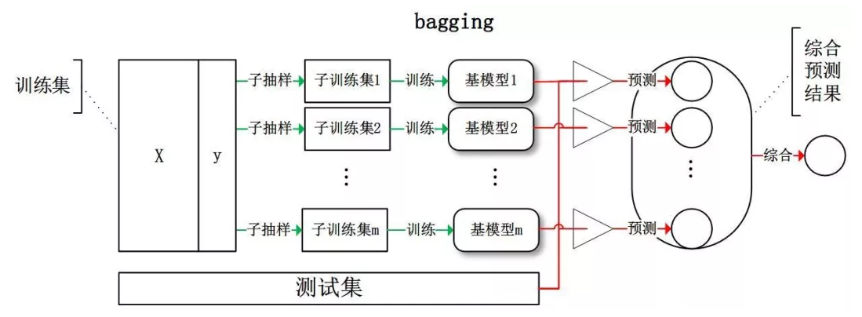 bagging
训练集
X
y
子抽样
子训练集1
训练
基模型1
预测
子抽样
子训练集2
训练
基模型2
预测
子抽样
子训练集m
训练
基模型m
预测
综合
预测
结果
综合
测试集